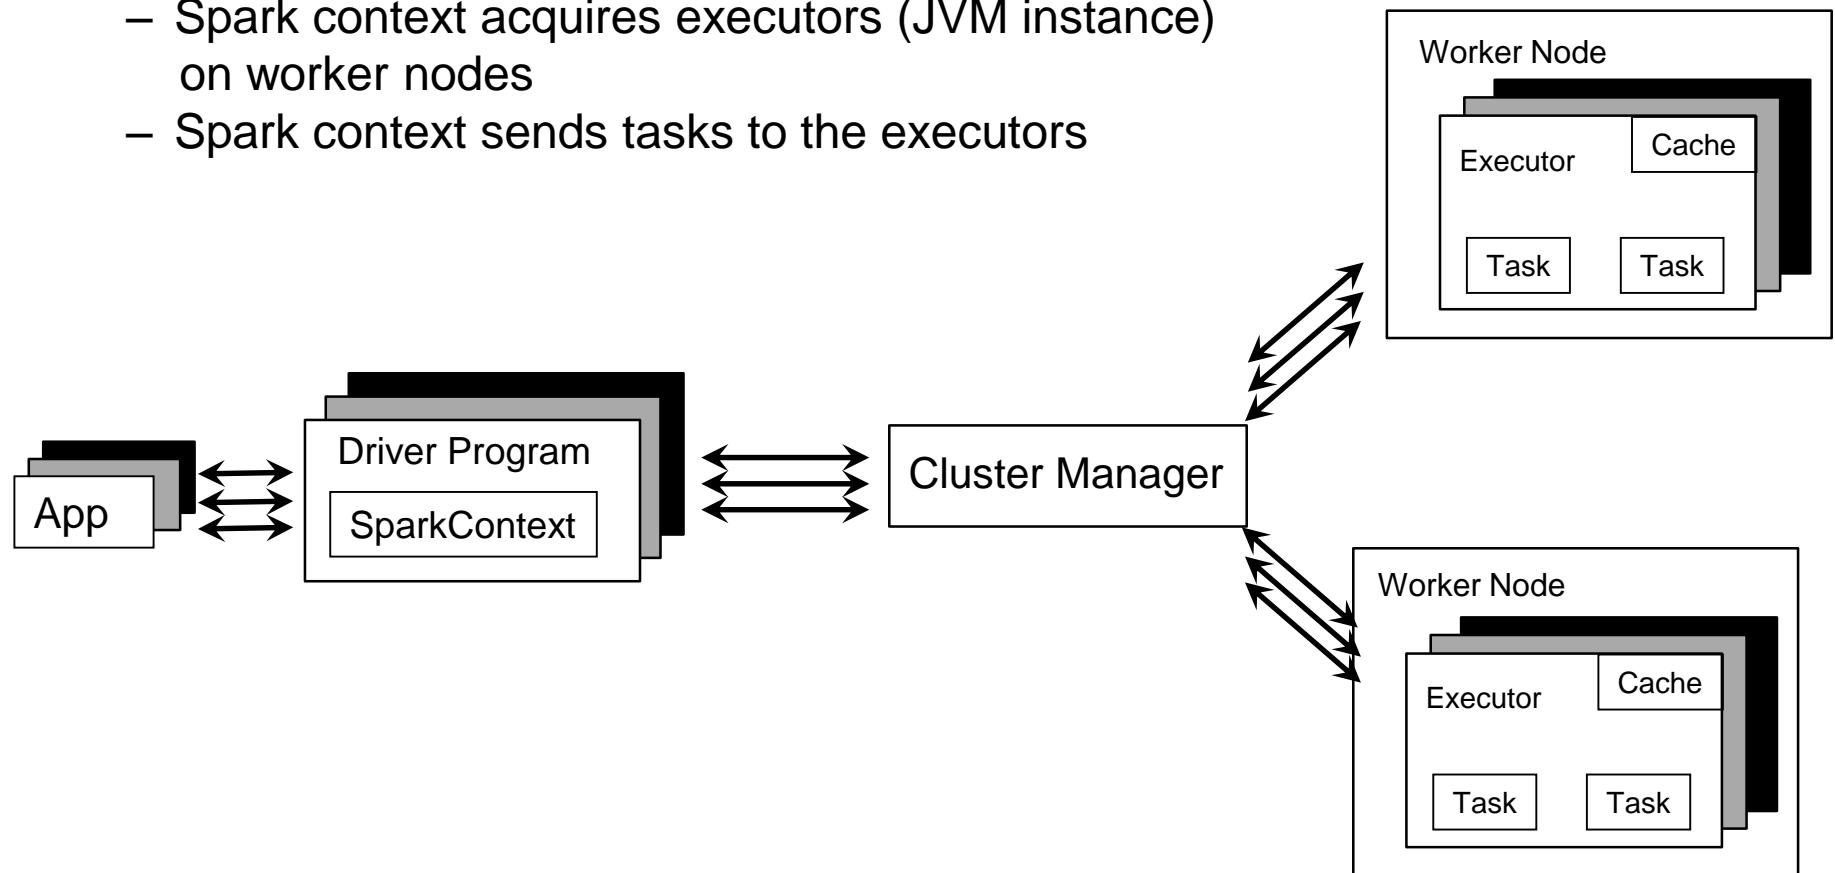 – Spark context acquires executors (JVM instance)
on worker nodes
– Spark context sends tasks to the executors
Worker Node
Cache
Executor
Task Task
Driver Program
SparkContext
App
Cluster Manager
Worker Node
Cache
Executor
Task Task